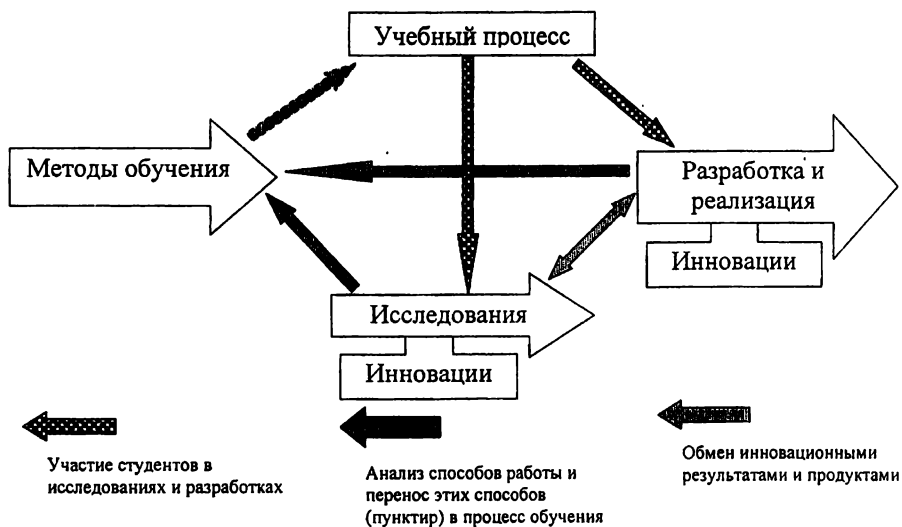 Учебный процесс
Методы обучения
Разработка и
реализация
Инновации
Исследования
Инновации
Участие студентов в
исследованиях и разработках
Анализ способов работы и
перенос этих способов
(пунктир) в процесс обучения
Обмен инновационными
результатами и продуктами